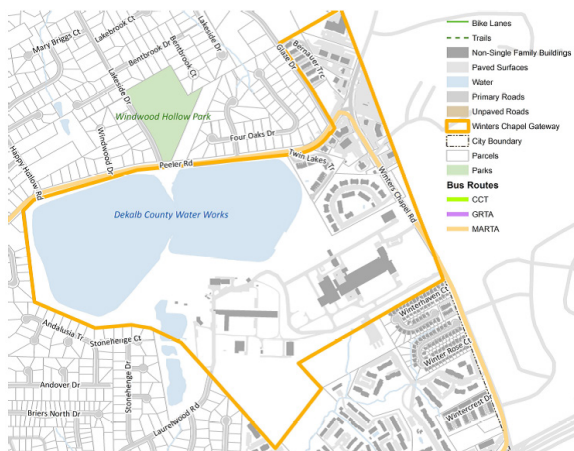 Lakebrook Ct
Mary Briggs Ct
Lakeside Dr
Bentbrook Dr
Bentbrook Ct
Glaze Dr
Bernauer Trc
Lakeside Dr
Windwood Hollow Park
Windwood Dr
Four Oaks Dr
Happy Hollow Rd
Peeler Rd
Twin Lakes Tr
Winters Chapel Rd
Dekalb County Water Works
Andalusia Tr
Stonehenge Ct
Andover Dr
Briers North Dr
Stonehenge Dr
Laurelwood Rd
Winterhaven Ct
Winter Rose Ct
Wintercrest Dr
Bike Lanes
Trails
Non-Single Family Buildings
Paved Surfaces
Water
Primary Roads
Unpaved Roads
Winters Chapel Gateway
City Boundary
Parcels
Parks
Bus Routes
CCT
GRTA
MARTA